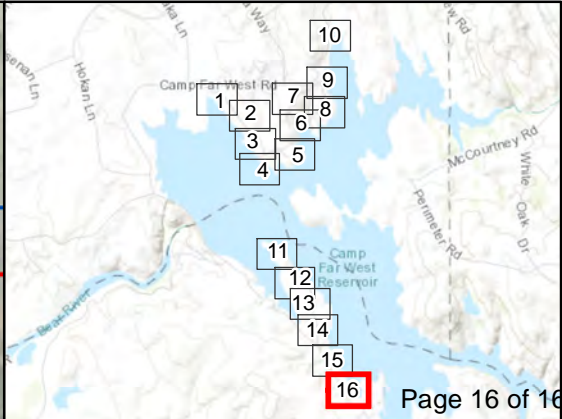 10
Camp Far West Rd
Hokan Ln
9
1
7
8
2
6
3
5
4
McCourtney Rd
White Oak Dr
Perimeter Rd
11
Camp
Far West
Reservoir
12
13
Bear River
14
15
16
Page 16 of 16